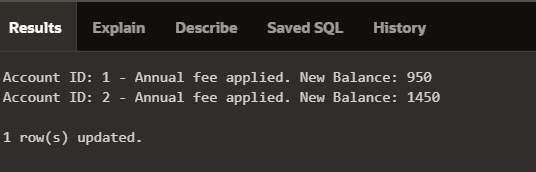 Results Explain Describe Saved SQL History
Account ID: 1 - Annual fee applied. New Balance: 950
Account ID: 2 - Annual fee applied. New Balance: 1450
1 row(s) updated.